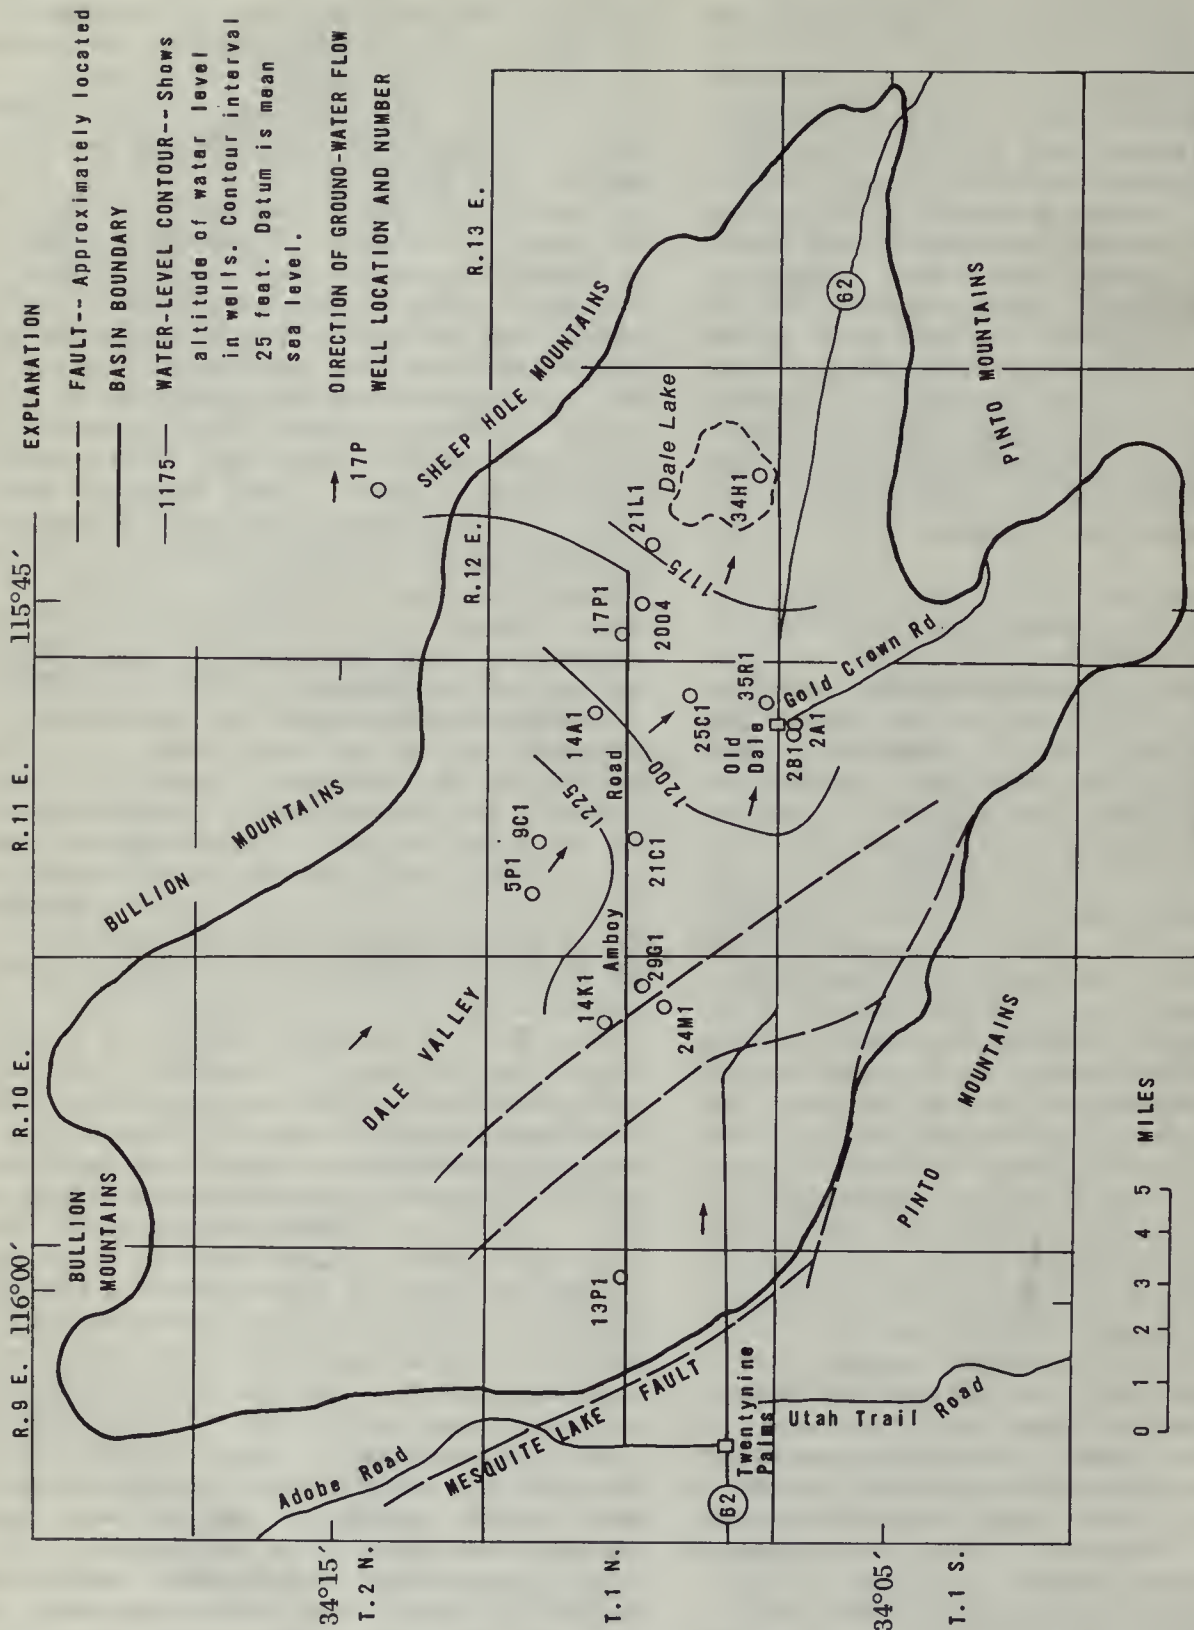 R.9 E.
116°00′
R.10 E.
R.11 E.
115°45′
EXPLANATION
FAULT-- Approximately located
BASIN BOUNDARY
—1175— WATER-LEVEL CONTOUR--Shows
altitude of water level
in wells. Contour interval
25 feet. Datum is mean
sea level.
DIRECTION OF GROUND-WATER FLOW
17P
WELL LOCATION AND NUMBER
BULLION
MOUNTAINS
BULLION
MOUNTAINS
34°15′
T.2 N.
Adobe Road
DALE VALLEY
R.12 E.
SHEEP HOLE MOUNTAINS
R.13 E.
MESQUITE LAKE FAULT
5P1
9C1
1225
14A1
17P1
14K1
13P1
Amboy
Road
T.1 N.
29G1
24M1
21C1
1200
25C1
2004
21L1
1175
Dale Lake
34H1
35R1
Old
Dale
2B1
2A1
Gold Crown Rd
62
62
Twentynine
Palms
Utah Trail
Road
34°05′
T.1 S.
PINTO
MOUNTAINS
PINTO MOUNTAINS
0 1 2 3 4 5 MILES